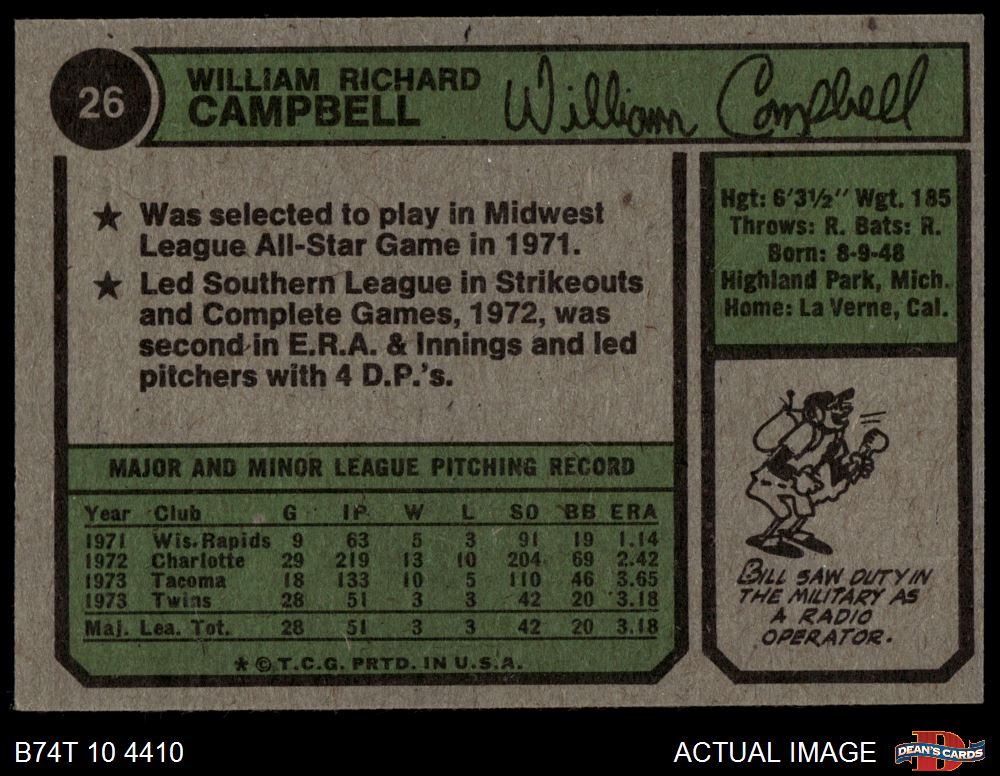 26
WILLIAM RICHARD
CAMPBELL
William Campbell
★ Was selected to play in Midwest
League All-Star Game in 1971.
★ Led Southern League in Strikeouts
and Complete Games, 1972, was
second in E.R.A. & Innings and led
pitchers with 4 D.P.'s.
Hgt: 6'3½" Wgt. 185
Throws: R. Bats: R.
Born: 8-9-48
Highland Park, Mich.
Home: La Verne, Cal.
MAJOR AND MINOR LEAGUE PITCHING RECORD
Year Club G IP W L SO BB ERA
1971 Wis. Rapids 9 63 5 3 91 19 1.14
1972 Charlotte 29 219 13 10 204 69 2.42
1973 Tacoma 18 133 10 5 110 46 3.65
1973 Twins 28 51 3 3 42 20 3.18
Maj. Lea. Tot. 28 51 3 3 42 20 3.18
* © T.C.G. PRTD. IN U.S.A.
BILL SAW DUTY IN
THE MILITARY AS
A RADIO
OPERATOR.
B74T 10 4410
ACTUAL IMAGE
DEAN'S CARDS